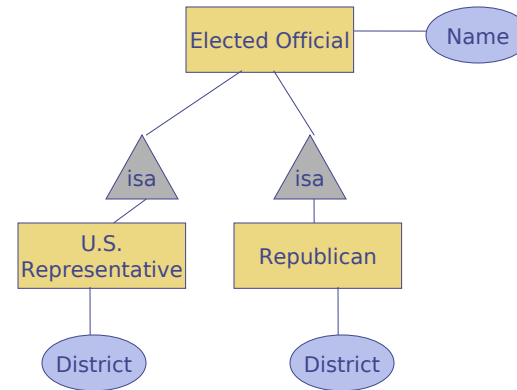 Elected Official
Name
isa
isa
U.S.
Representative
Republican
District
District